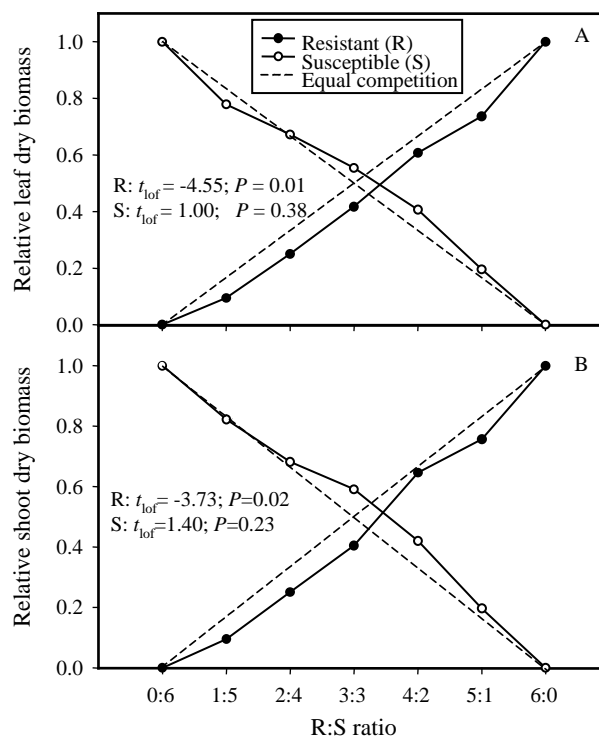 A
Resistant (R)
Susceptible (S)
Equal competition
Relative leaf dry biomass
1.0
0.8
0.6
0.4
0.2
0.0
R: tlof = -4.55; P = 0.01
S: tlof = 1.00; P = 0.38
B
Relative shoot dry biomass
1.0
0.8
0.6
0.4
0.2
0.0
R: tlof = -3.73; P=0.02
S: tlof=1.40; P=0.23
0:6 1:5 2:4 3:3 4:2 5:1 6:0
R:S ratio